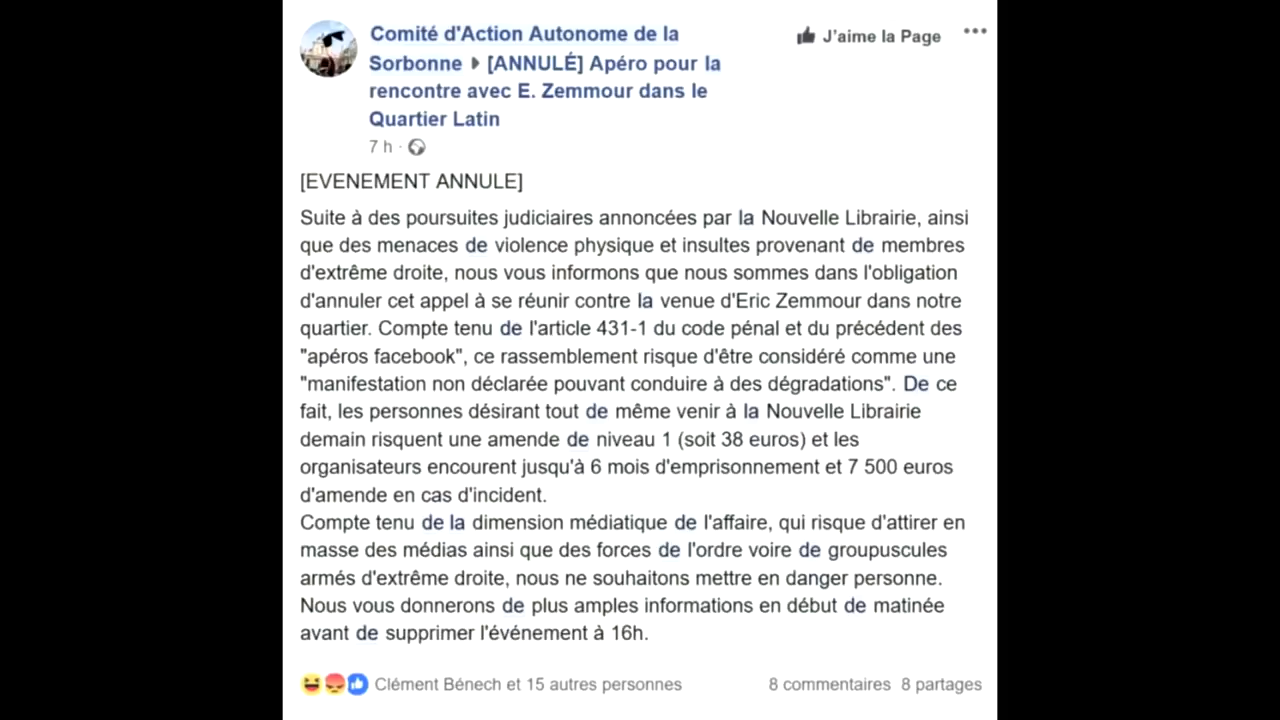 Comité d'Action Autonome de la
Sorbonne ▸ [ANNULÉ] Apéro pour la
rencontre avec E. Zemmour dans le
Quartier Latin
J'aime la Page
7 h ·
[EVENEMENT ANNULE]
Suite à des poursuites judiciaires annoncées par la Nouvelle Librairie, ainsi
que des menaces de violence physique et insultes provenant de membres
d'extrême droite, nous vous informons que nous sommes dans l'obligation
d'annuler cet appel à se réunir contre la venue d'Eric Zemmour dans notre
quartier. Compte tenu de l'article 431-1 du code pénal et du précédent des
"apéros facebook", ce rassemblement risque d'être considéré comme une
"manifestation non déclarée pouvant conduire à des dégradations". De ce
fait, les personnes désirant tout de même venir à la Nouvelle Librairie
demain risquent une amende de niveau 1 (soit 38 euros) et les
organisateurs encourent jusqu'à 6 mois d'emprisonnement et 7 500 euros
d'amende en cas d'incident.
Compte tenu de la dimension médiatique de l'affaire, qui risque d'attirer en
masse des médias ainsi que des forces de l'ordre voire de groupuscules
armés d'extrême droite, nous ne souhaitons mettre en danger personne.
Nous vous donnerons de plus amples informations en début de matinée
avant de supprimer l'événement à 16h.
Clément Bénech et 15 autres personnes
8 commentaires 8 partages